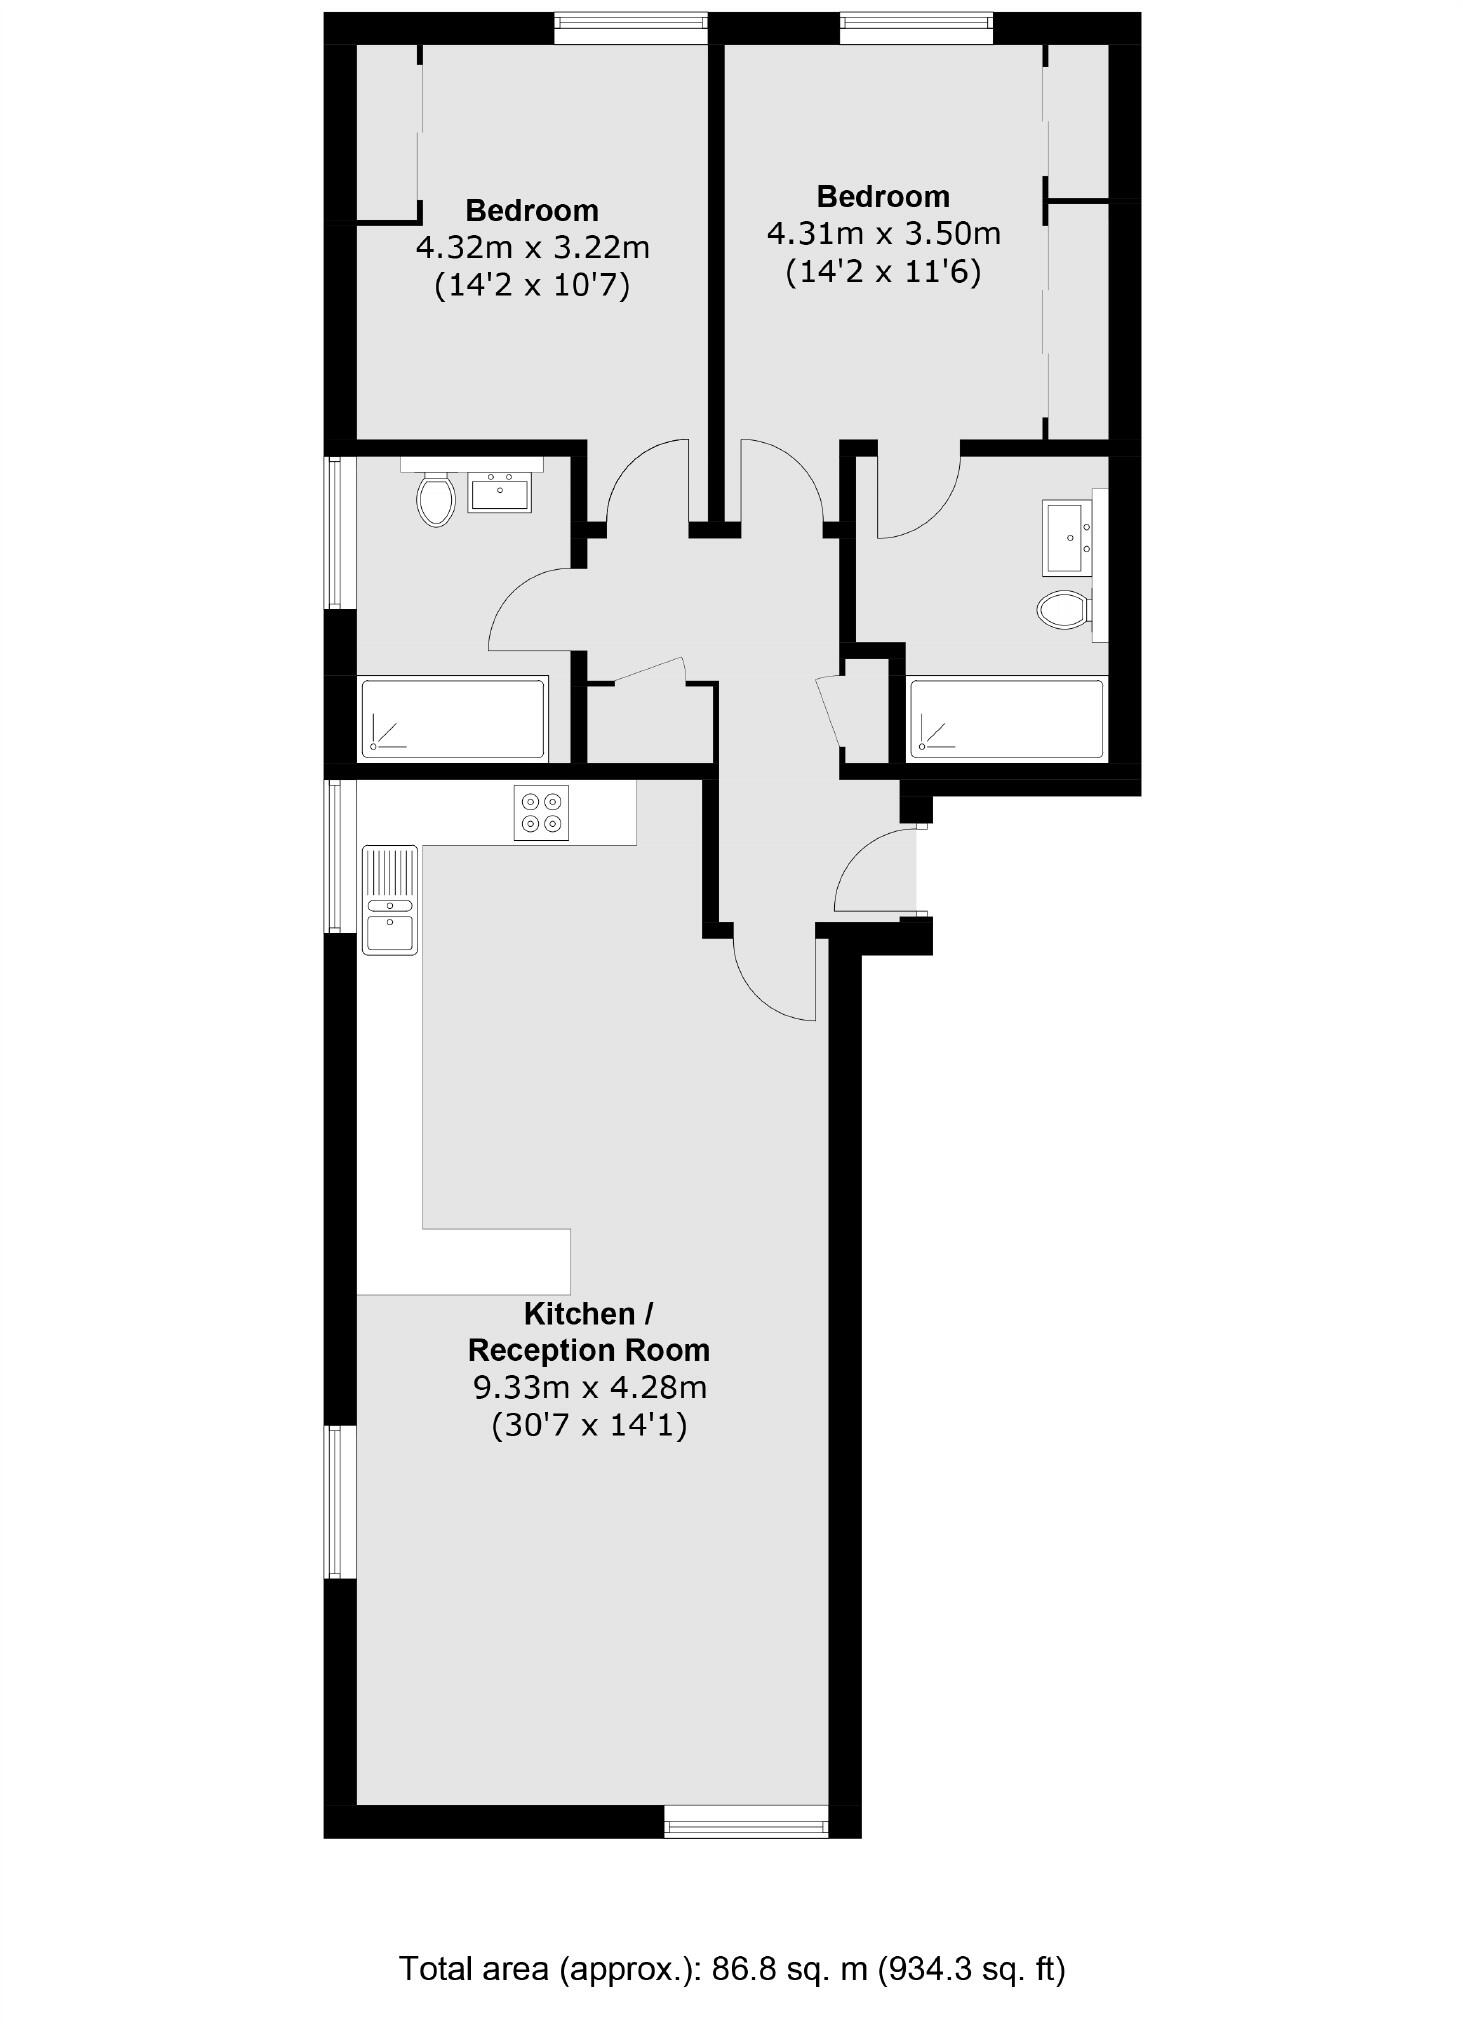 Bedroom
4.32m x 3.22m
(14'2 x 10'7)
Bedroom
4.31m x 3.50m
(14'2 x 11'6)
Kitchen /
Reception Room
9.33m x 4.28m
(30'7 x 14'1)
Total area (approx.): 86.8 sq. m (934.3 sq. ft)